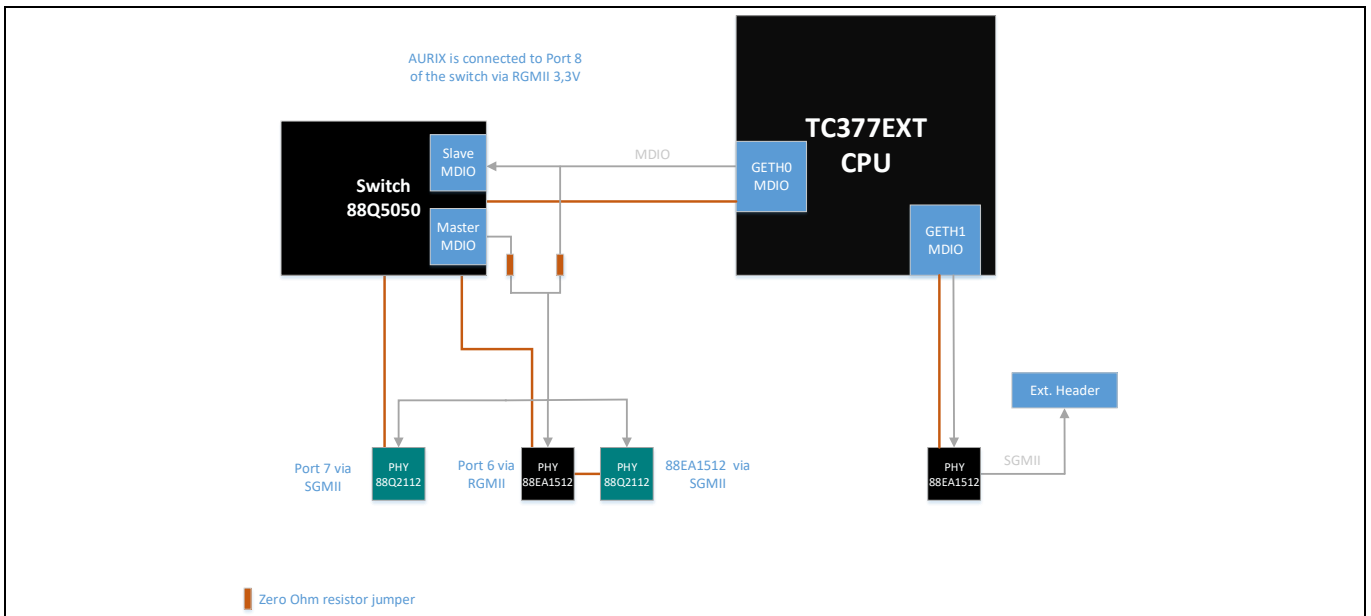 AURIX is connected to Port 8
of the switch via RGMII 3,3V
TC377EXT
CPU
Slave
MDIO
MDIO
GETH0
MDIO
Switch
88Q5050
Master
MDIO
GETH1
MDIO
Ext. Header
Port 7 via
SGMII
PHY
88Q2112
Port 6 via
RGMII
PHY
88EA1512
PHY
88Q2112
88EA1512 via
SGMII
PHY
88EA1512
SGMII
Zero Ohm resistor jumper